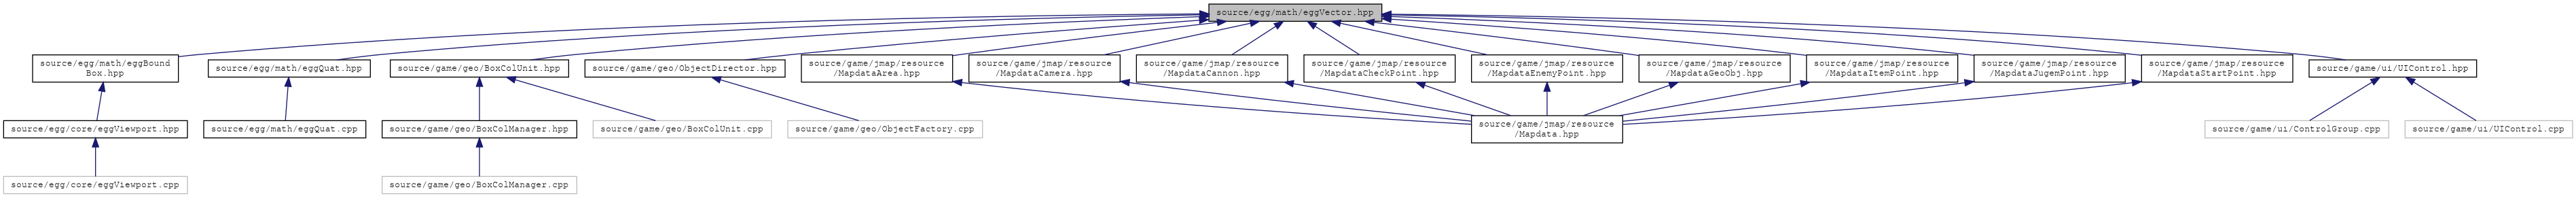 source/egg/math/eggVector.hpp
source/egg/math/eggBound
Box.hpp
source/egg/math/eggQuat.hpp
source/game/geo/BoxColUnit.hpp
source/game/geo/ObjectDirector.hpp
source/game/jmap/resource
/MapdataArea.hpp
source/game/jmap/resource
/MapdataCamera.hpp
source/game/jmap/resource
/MapdataCannon.hpp
source/game/jmap/resource
/MapdataCheckPoint.hpp
source/game/jmap/resource
/MapdataEnemyPoint.hpp
source/game/jmap/resource
/MapdataGeoObj.hpp
source/game/jmap/resource
/MapdataItemPoint.hpp
source/game/jmap/resource
/MapdataJugemPoint.hpp
source/game/jmap/resource
/MapdataStartPoint.hpp
source/game/ui/UIControl.hpp
source/egg/core/eggViewport.hpp
source/egg/math/eggQuat.cpp
source/game/geo/BoxColManager.hpp
source/game/geo/BoxColUnit.cpp
source/game/geo/ObjectFactory.cpp
source/game/jmap/resource
/Mapdata.hpp
source/game/ui/ControlGroup.cpp
source/game/ui/UIControl.cpp
source/egg/core/eggViewport.cpp
source/game/geo/BoxColManager.cpp